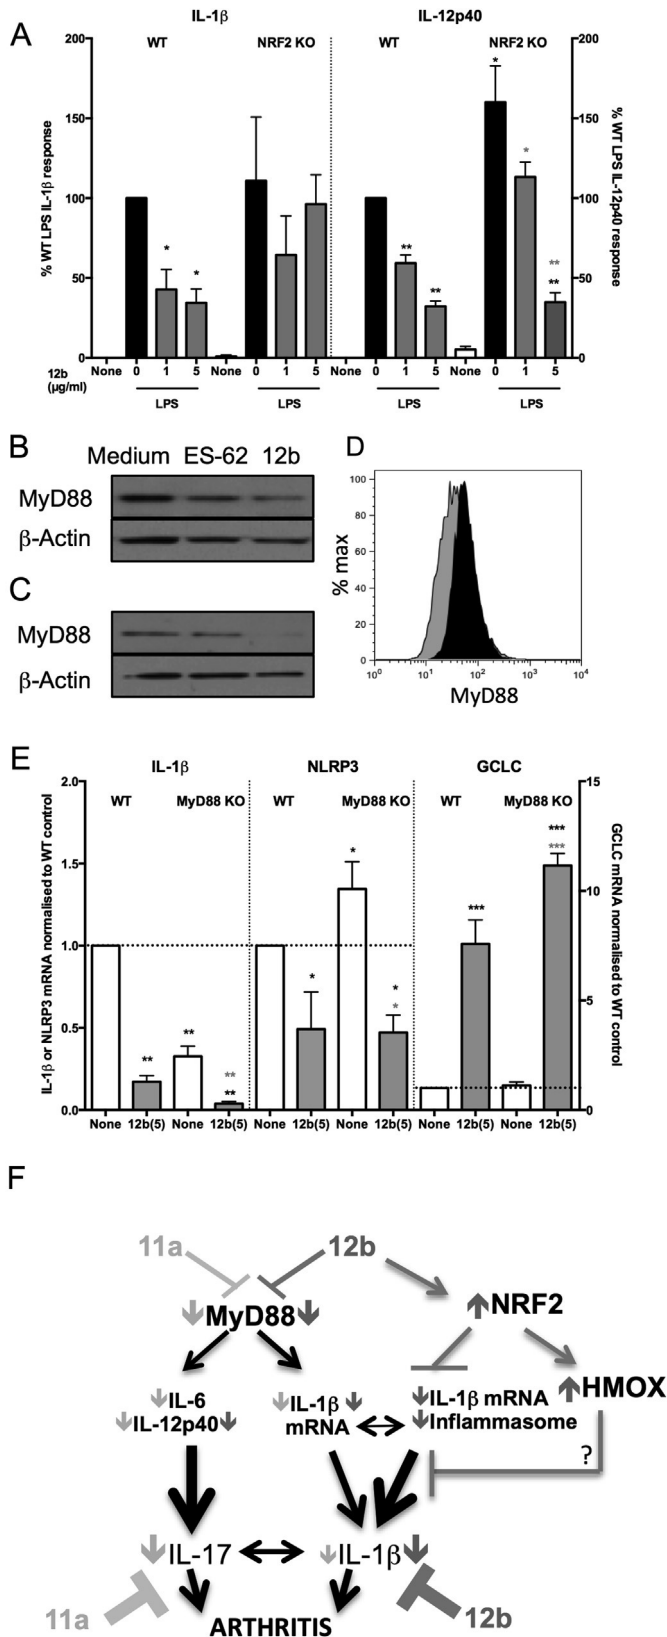 A
IL-1β IL-12p40
WT NRF2 KO WT NRF2 KO
% WT LPS IL-1β response
200
150
100
50
0
* * ** ** * * ** **
200
150
100
50
0
% WT LPS IL-12p40 response
12b (μg/ml)
None 0 1 5 None 0 1 5 None 0 1 5 None 0 1 5
LPS LPS LPS LPS
B
Medium ES-62 12b
MyD88
β-Actin
C
MyD88
β-Actin
D
% max
100
80
60
40
20
0
10⁰ 10¹ 10² 10³ 10⁴
MyD88
E
IL-1β NLRP3 GCLC
WT MyD88 KO WT MyD88 KO WT MyD88 KO
IL-1β or NLRP3 mRNA normalised to WT control
2.0
1.5
1.0
0.5
0.0
** ** ** ** * * * * *** *** ***
15
10
5
0
GCLC mRNA normalised to WT control
None 12b(5) None 12b(5) None 12b(5) None 12b(5) None 12b(5) None 12b(5)
F
11a 12b
MyD88 NRF2
IL-6
IL-12p40
IL-1β
mRNA
IL-1β mRNA
Inflammasome
HMOX
?
IL-17 IL-1β
11a ARTHRITIS 12b